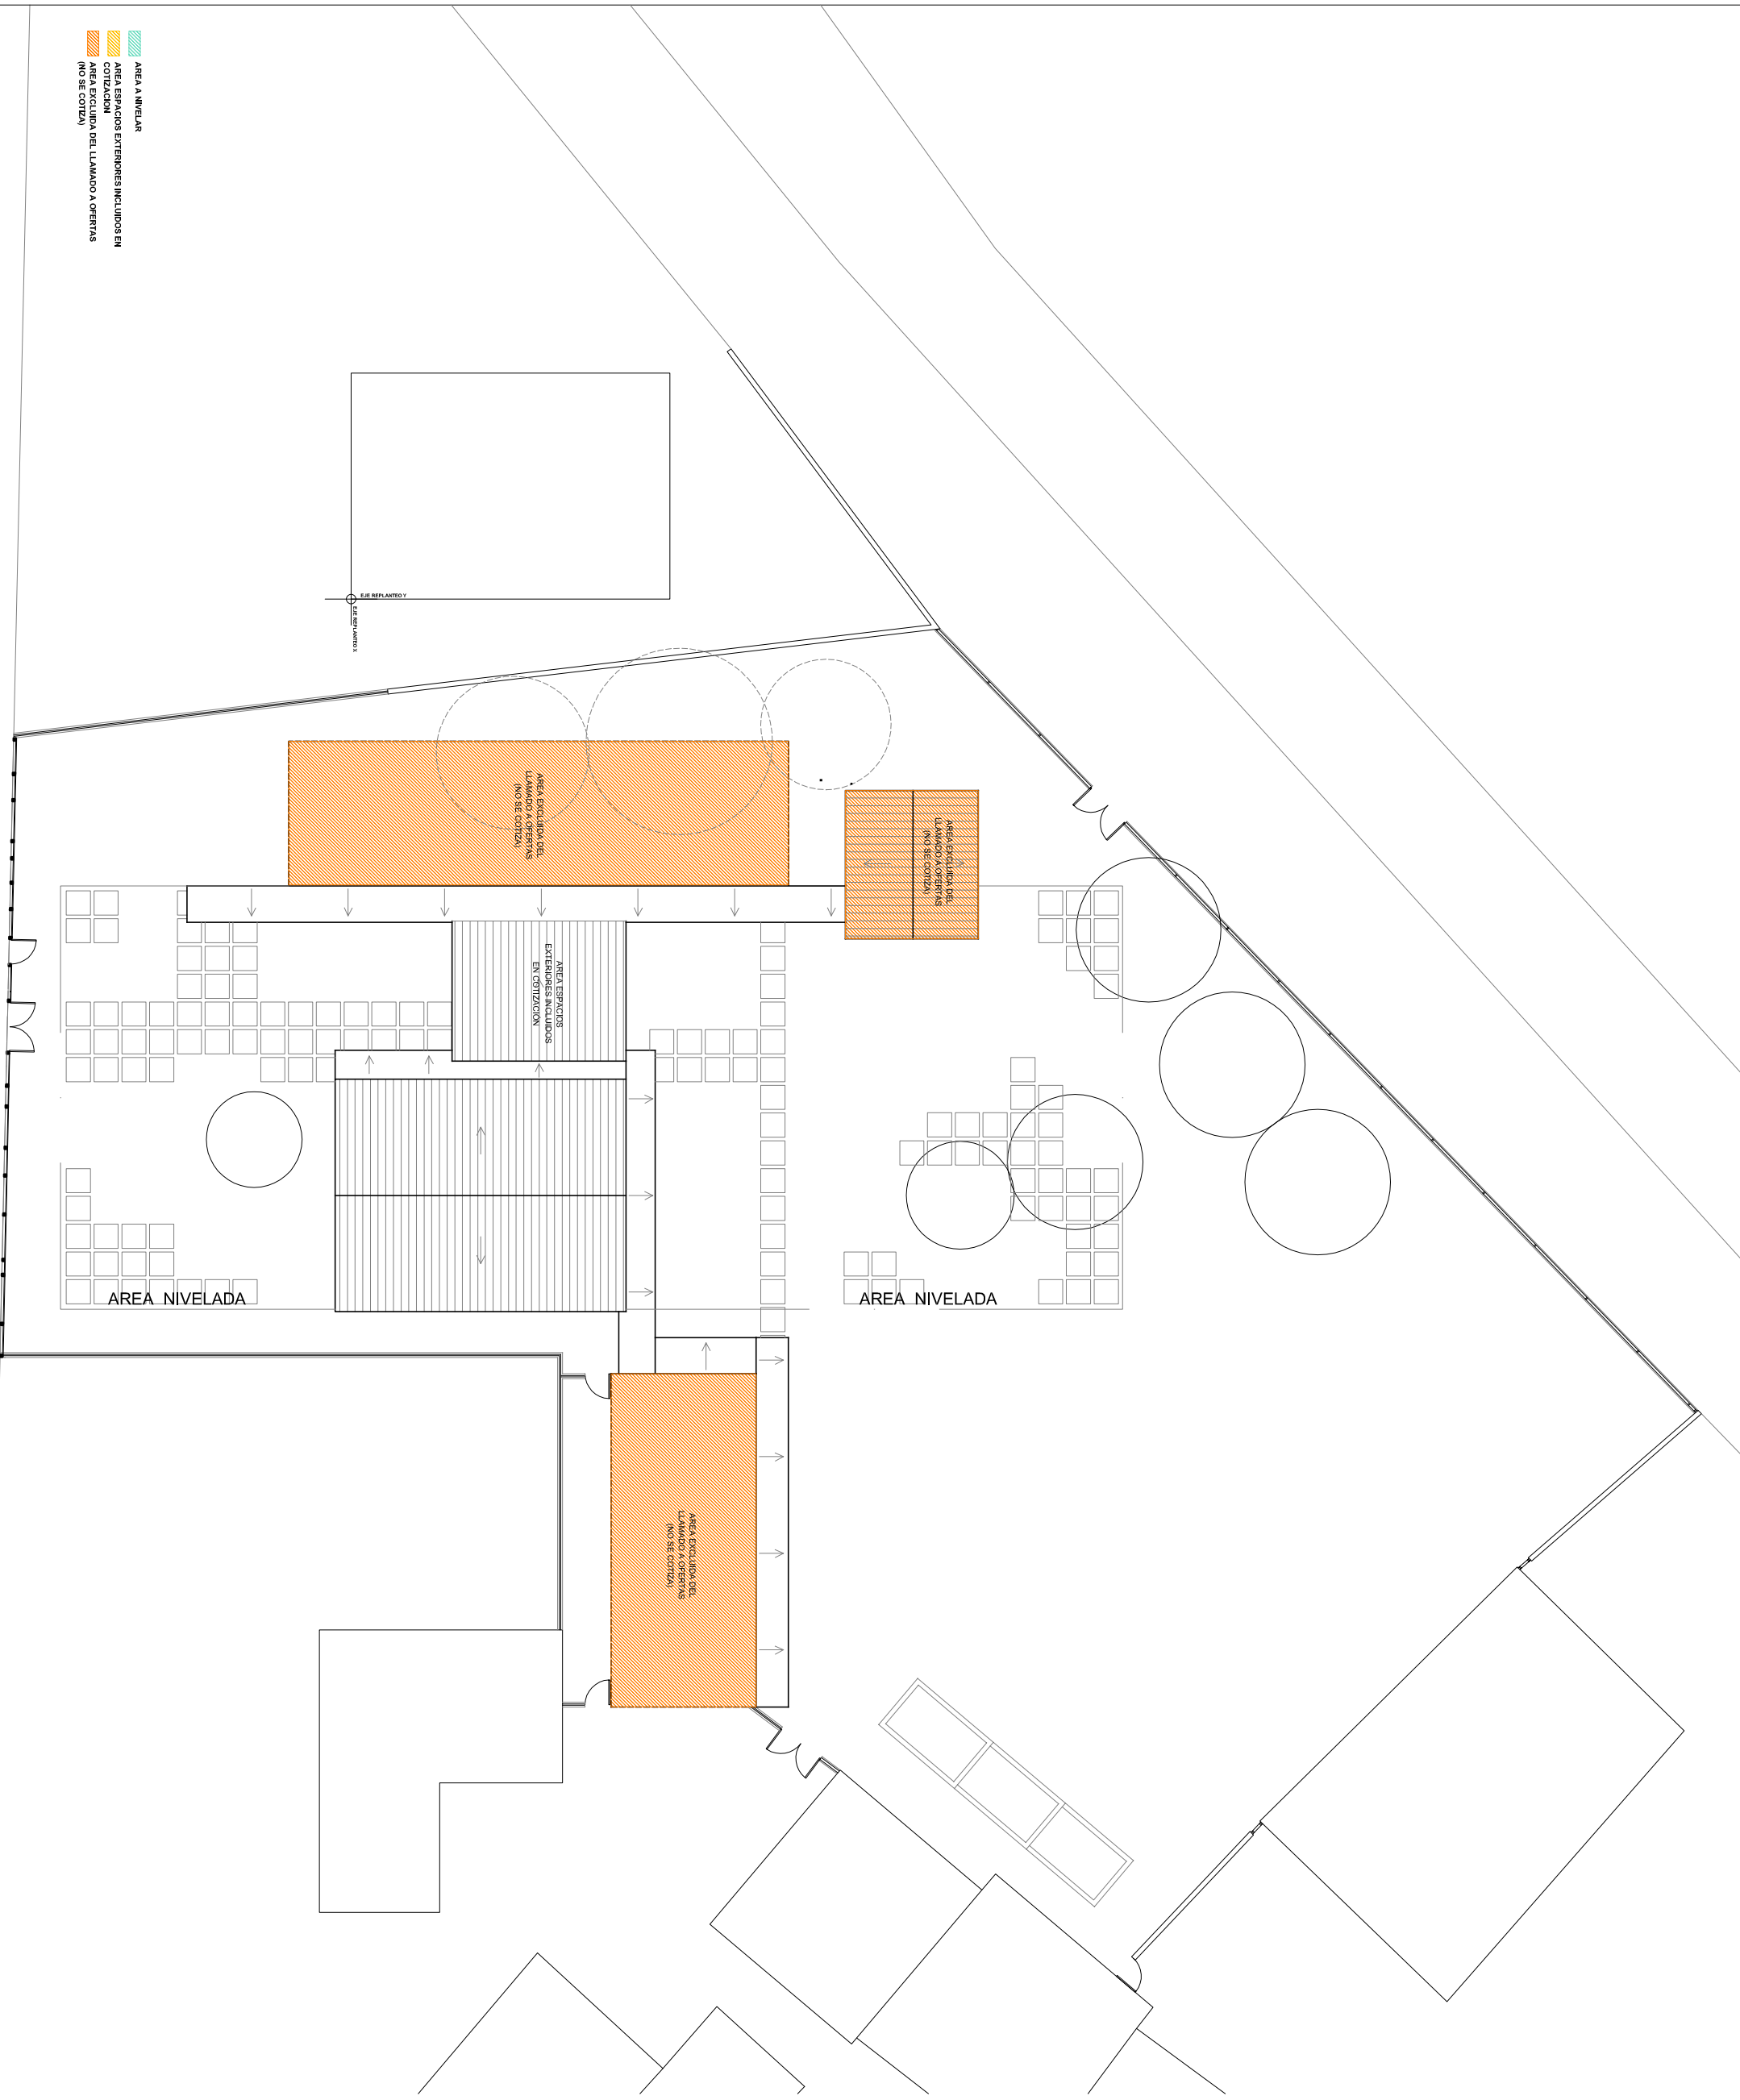 AREA A NIVELAR
AREA ESPACIOS EXTERIORES INCLUIDOS EN
COTIZACION
AREA EXCLUIDA DEL LLAMADO A OFERTAS
(NO SE COTIZA)
EJE REPLANTEO Y
EJE REPLANTEO X
AREA EXCLUIDA DEL
LLAMADO A OFERTAS
(NO SE COTIZA)
AREA EXCLUIDA DEL
LLAMADO A OFERTAS
(NO SE COTIZA)
AREA ESPACIOS
EXTERIORES INCLUIDOS
EN COTIZACIÓN
AREA NIVELADA
AREA NIVELADA
AREA EXCLUIDA DEL
LLAMADO A OFERTAS
(NO SE COTIZA)